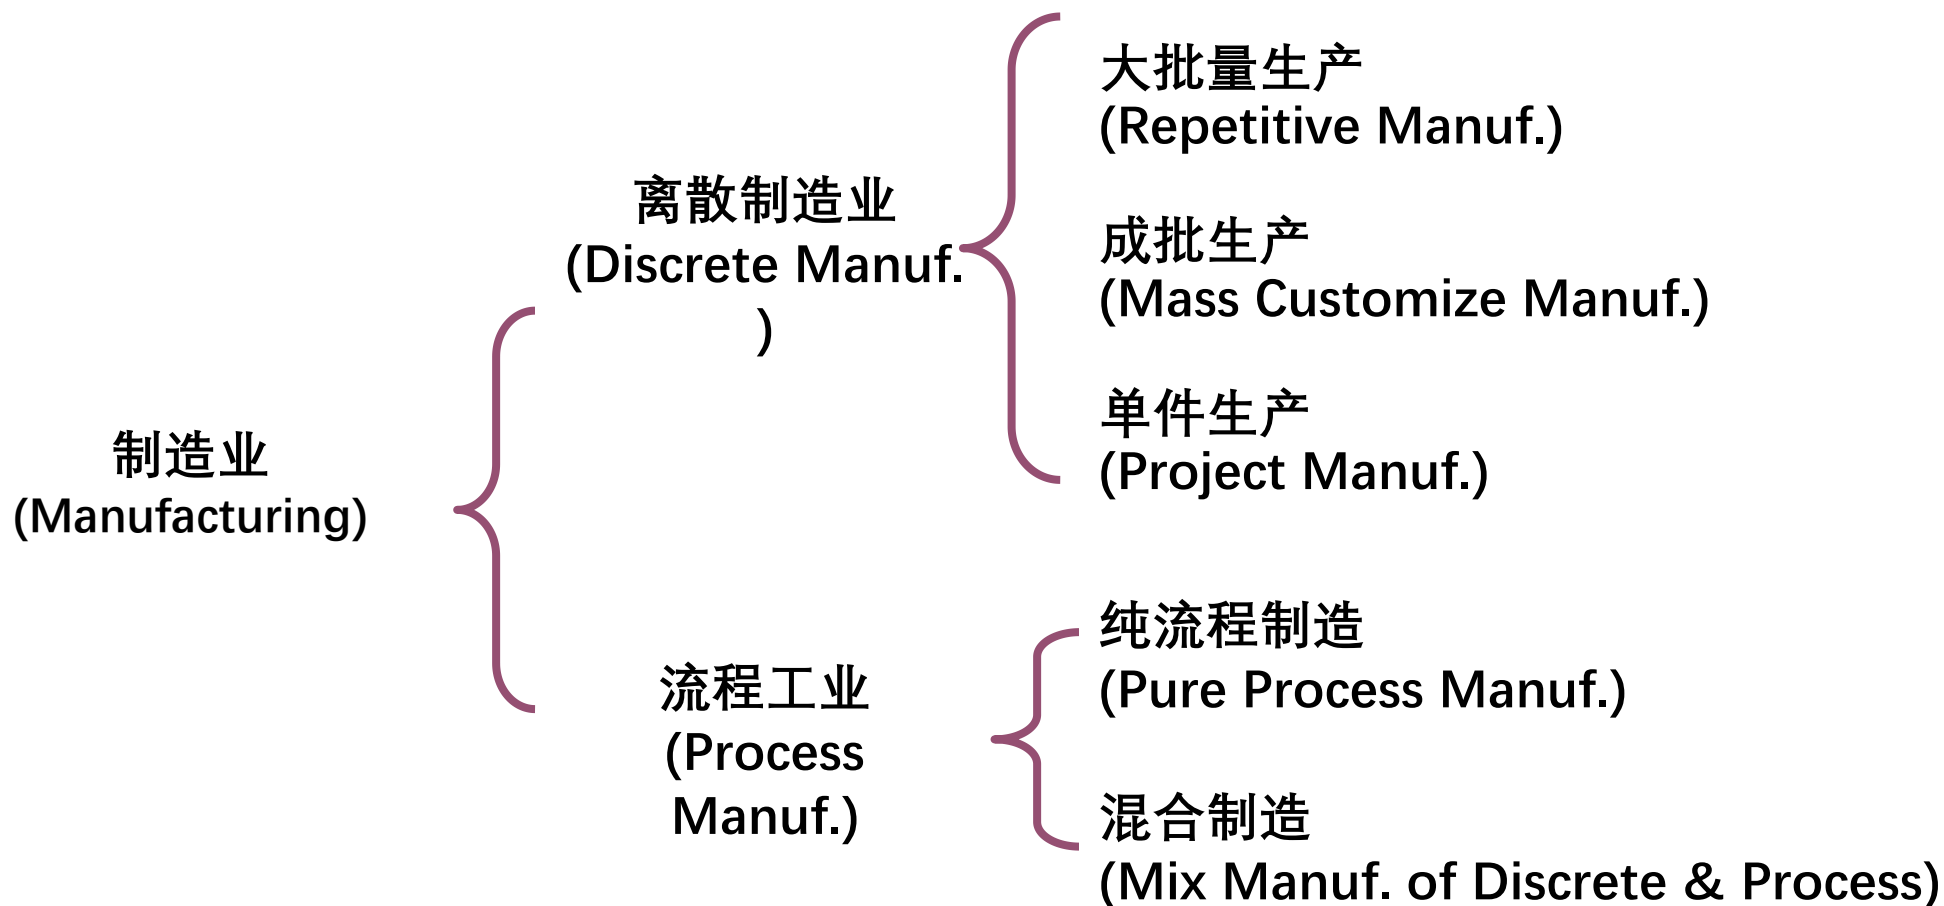 制造业
(Manufacturing)
离散制造业
(Discrete Manuf.
)
大批量生产
(Repetitive Manuf.)
成批生产
(Mass Customize Manuf.)
单件生产
(Project Manuf.)
流程工业
(Process
Manuf.)
纯流程制造
(Pure Process Manuf.)
混合制造
(Mix Manuf. of Discrete & Process)